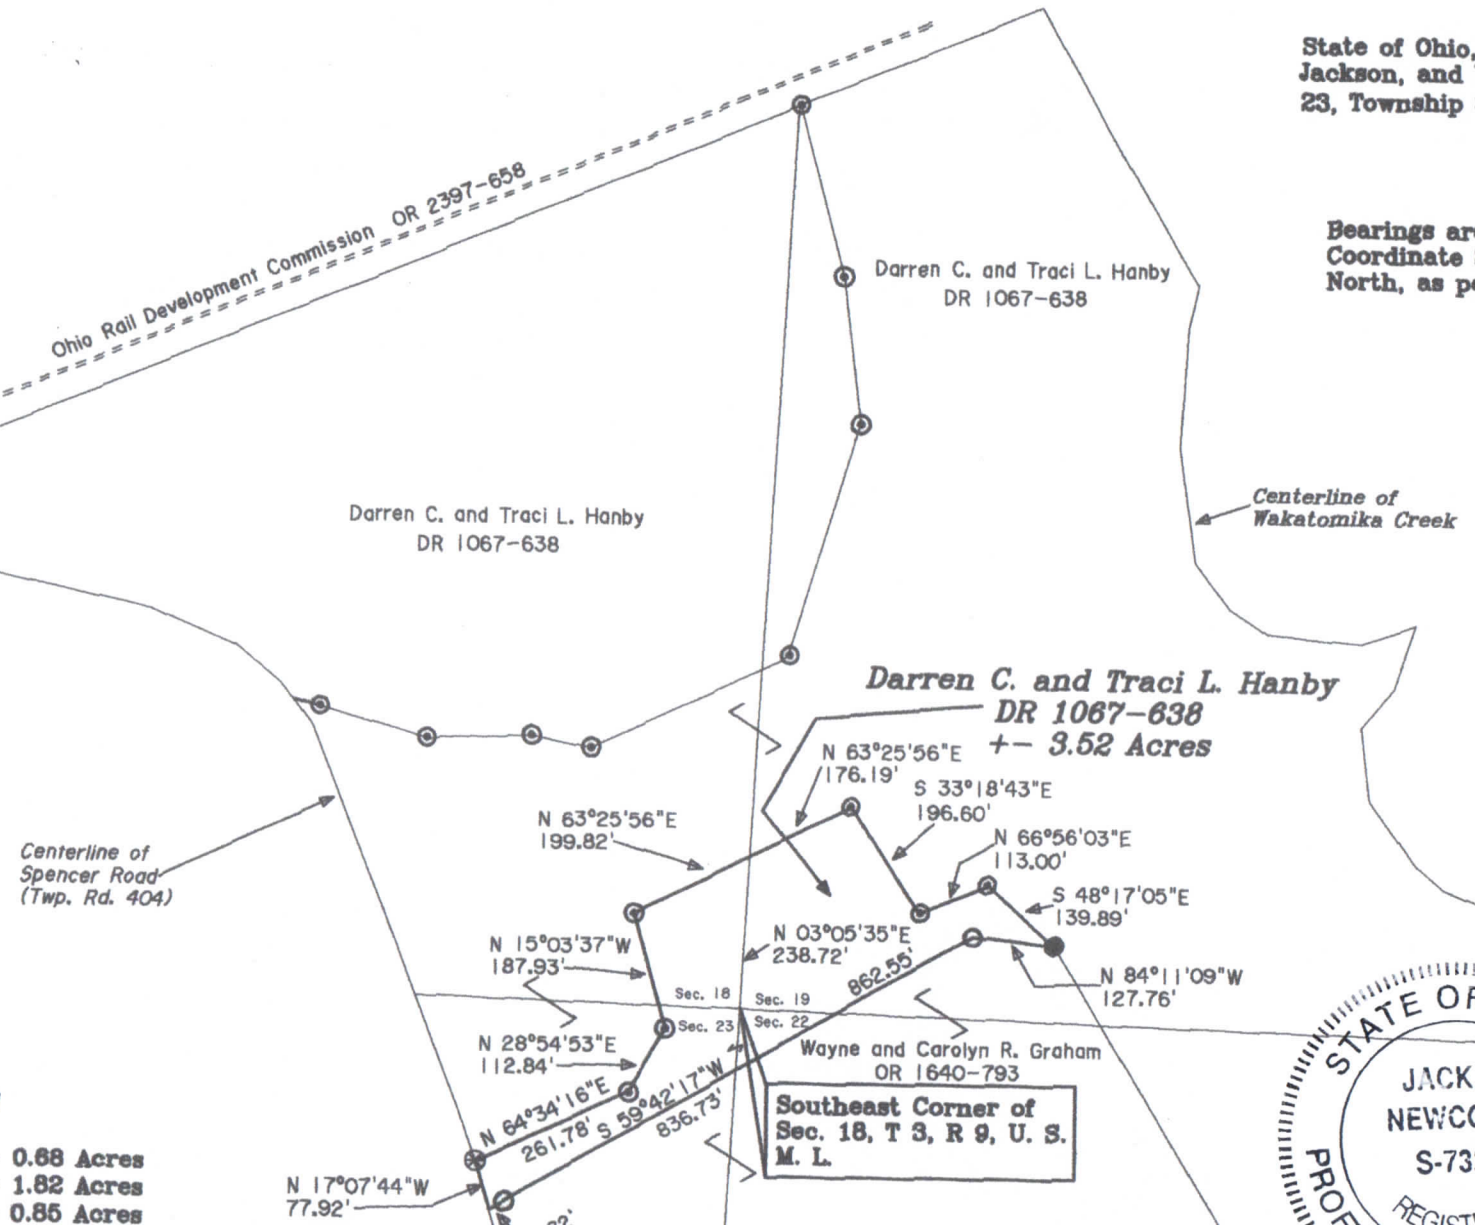 State of Ohio,
Jackson, and
23, Township
Bearings are
Coordinate
North, as
Ohio Rail Development Commission OR 2397-658
Darren C. and Traci L. Hanby
DR 1067-638
Darren C. and Traci L. Hanby
DR 1067-638
Centerline of
Wakatomika Creek
Darren C. and Traci L. Hanby
DR 1067-638
+- 3.52 Acres
N 63°25'56"E
176.19'
S 33°18'43"E
196.60'
N 63°25'56"E
199.82'
N 66°56'03"E
113.00'
Centerline of
Spencer Road
(Twp. Rd. 404)
S 48°17'05"E
139.89'
N 15°03'37"W
187.93'
N 03°05'35"E
238.72'
862.55'
N 84°11'09"W
127.76'
Sec. 18
Sec. 19
Sec. 23
Sec. 22
N 28°54'53"E
112.84'
Wayne and Carolyn R. Graham
OR 1640-793
N 64°34'16"E
261.78'
S 59°42'17"W
836.73'
Southeast Corner of
Sec. 18, T 3, R 9, U. S.
M. L.
N 17°07'44"W
77.92'
0.68 Acres
1.82 Acres
0.85 Acres
STATE OF
JACK
NEWCO
S-73
PROF
REGIST